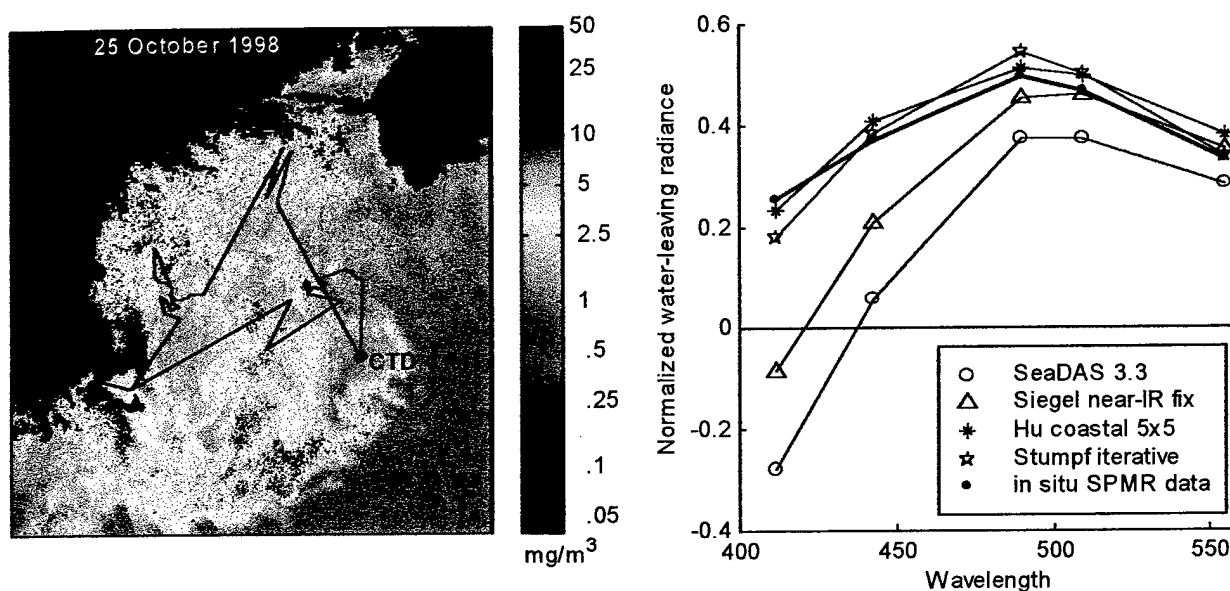 25 October 1998
CTD
50
25
10
5
2.5
1
.5
.25
.1
.05
mg/m³
Normalized water-leaving radiance
0.6
0.4
0.2
0
-0.2
-0.4
400
450
500
550
Wavelength
SeaDAS 3.3
Siegel near-IR fix
Hu coastal 5x5
Stumpf iterative
in situ SPMR data